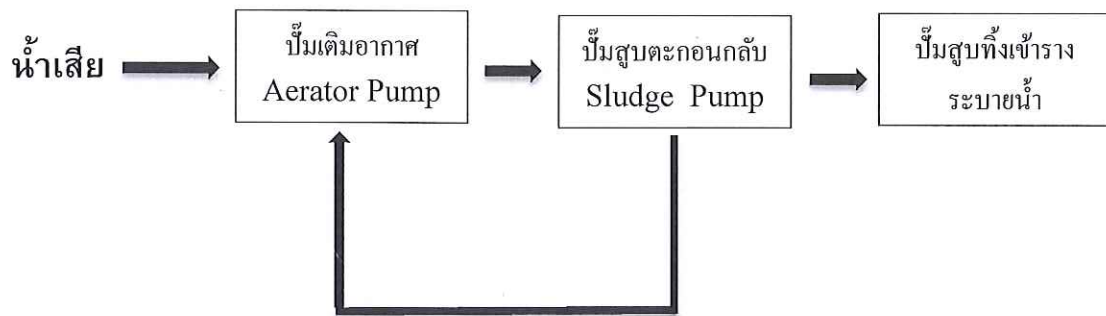 น้ำเสีย
ปั๊มเติมอากาศ
Aerator Pump
ปั๊มสูบตะกอนกลับ
Sludge Pump
ปั๊มสูบทิ้งเข้าราง
ระบายน้ำ